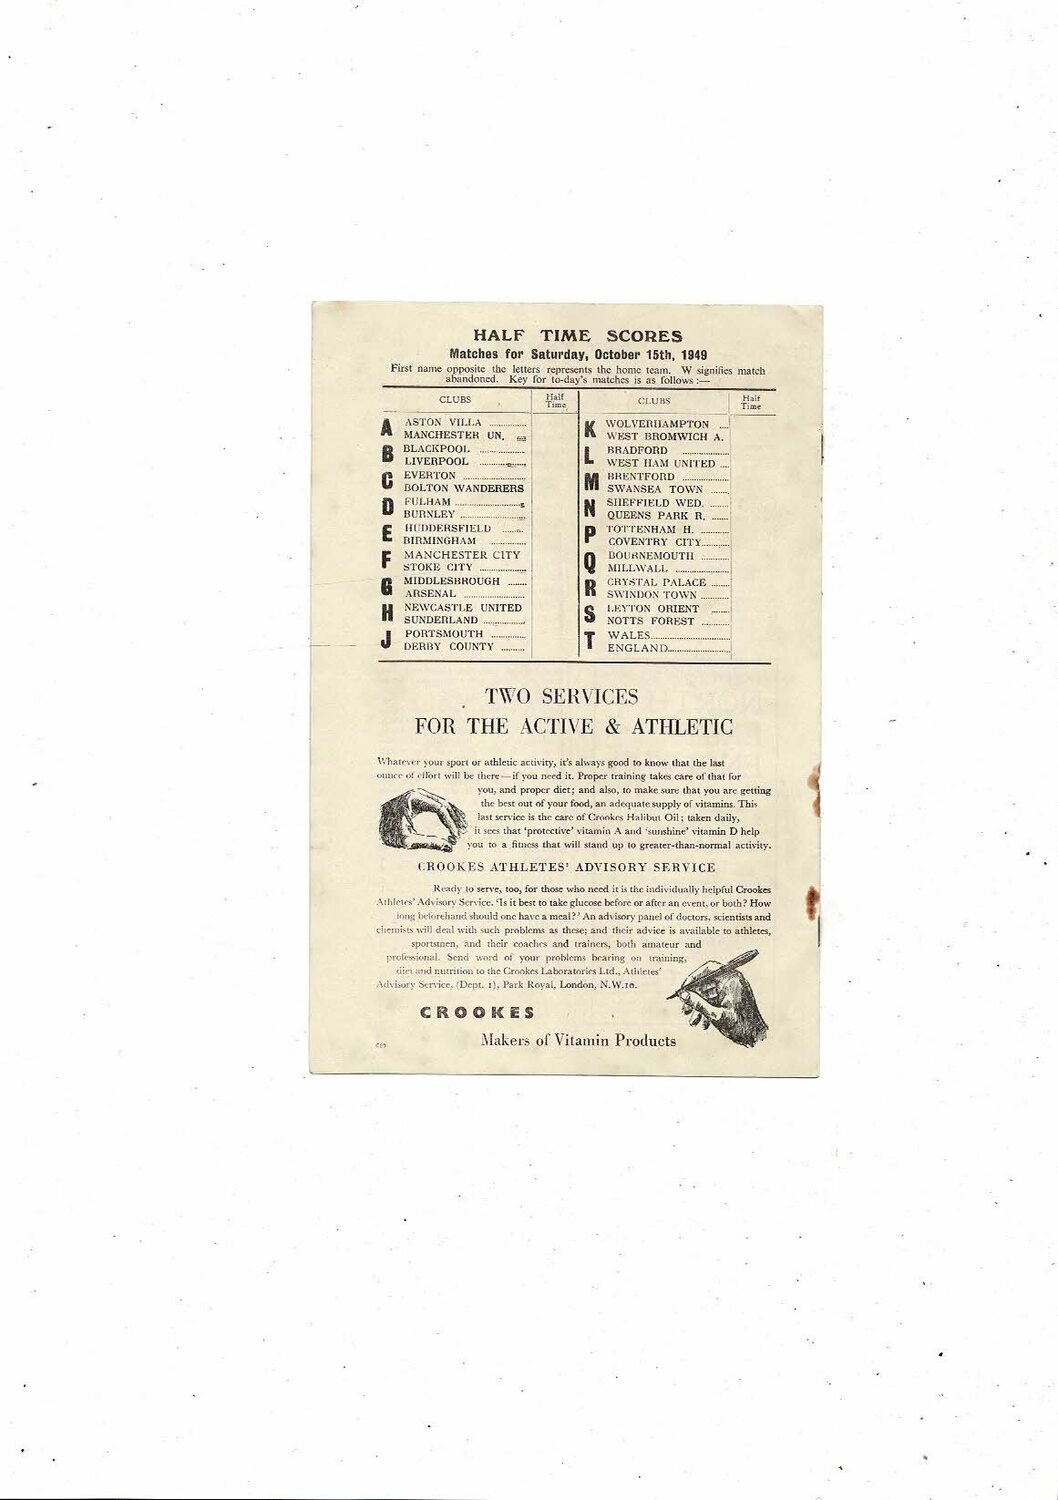 HALF TIME SCORES
Matches for Saturday, October 15th, 1949
First name opposite the letters represents the home team. W signifies match
abandoned. Key for to-day's matches is as follows :—
CLUBS Half Time CLUBS Half Time
A ASTON VILLA
MANCHESTER UN.
B BLACKPOOL
LIVERPOOL
C EVERTON
BOLTON WANDERERS
D FULHAM
BURNLEY
E HUDDERSFIELD
BIRMINGHAM
F MANCHESTER CITY
STOKE CITY
G MIDDLESBROUGH
ARSENAL
H NEWCASTLE UNITED
SUNDERLAND
J PORTSMOUTH
DERBY COUNTY
K WOLVERHAMPTON
WEST BROMWICH A.
L BRADFORD
WEST HAM UNITED
M BRENTFORD
SWANSEA TOWN
N SHEFFIELD WED.
QUEENS PARK R.
P TOTTENHAM H.
COVENTRY CITY
Q BOURNEMOUTH
MILLWALL
R CRYSTAL PALACE
SWINDON TOWN
S LEYTON ORIENT
NOTTS FOREST
T WALES
ENGLAND
TWO SERVICES
FOR THE ACTIVE & ATHLETIC
Whatever your sport or athletic activity, it's always good to know that the last
ounce of effort will be there—if you need it. Proper training takes care of that for
you, and proper diet; and also, to make sure that you are getting
the best out of your food, an adequate supply of vitamins. This
last service is the care of Crookes Halibut Oil; taken daily,
it sees that 'protective' vitamin A and 'sunshine' vitamin D help
you to a fitness that will stand up to greater-than-normal activity.
CROOKES ATHLETES' ADVISORY SERVICE
Ready to serve, too, for those who need it is the individually helpful Crookes
Athletes' Advisory Service. 'Is it best to take glucose before or after an event, or both? How
long beforehand should one have a meal?' An advisory panel of doctors, scientists and
chemists will deal with such problems as these; and their advice is available to athletes,
sportsmen, and their coaches and trainers, both amateur and
professional. Send word of your problems bearing on training,
diet and nutrition to the Crookes Laboratories Ltd., Athletes'
Advisory Service, (Dept. 1), Park Royal, London, N.W.10.
CROOKES
Makers of Vitamin Products